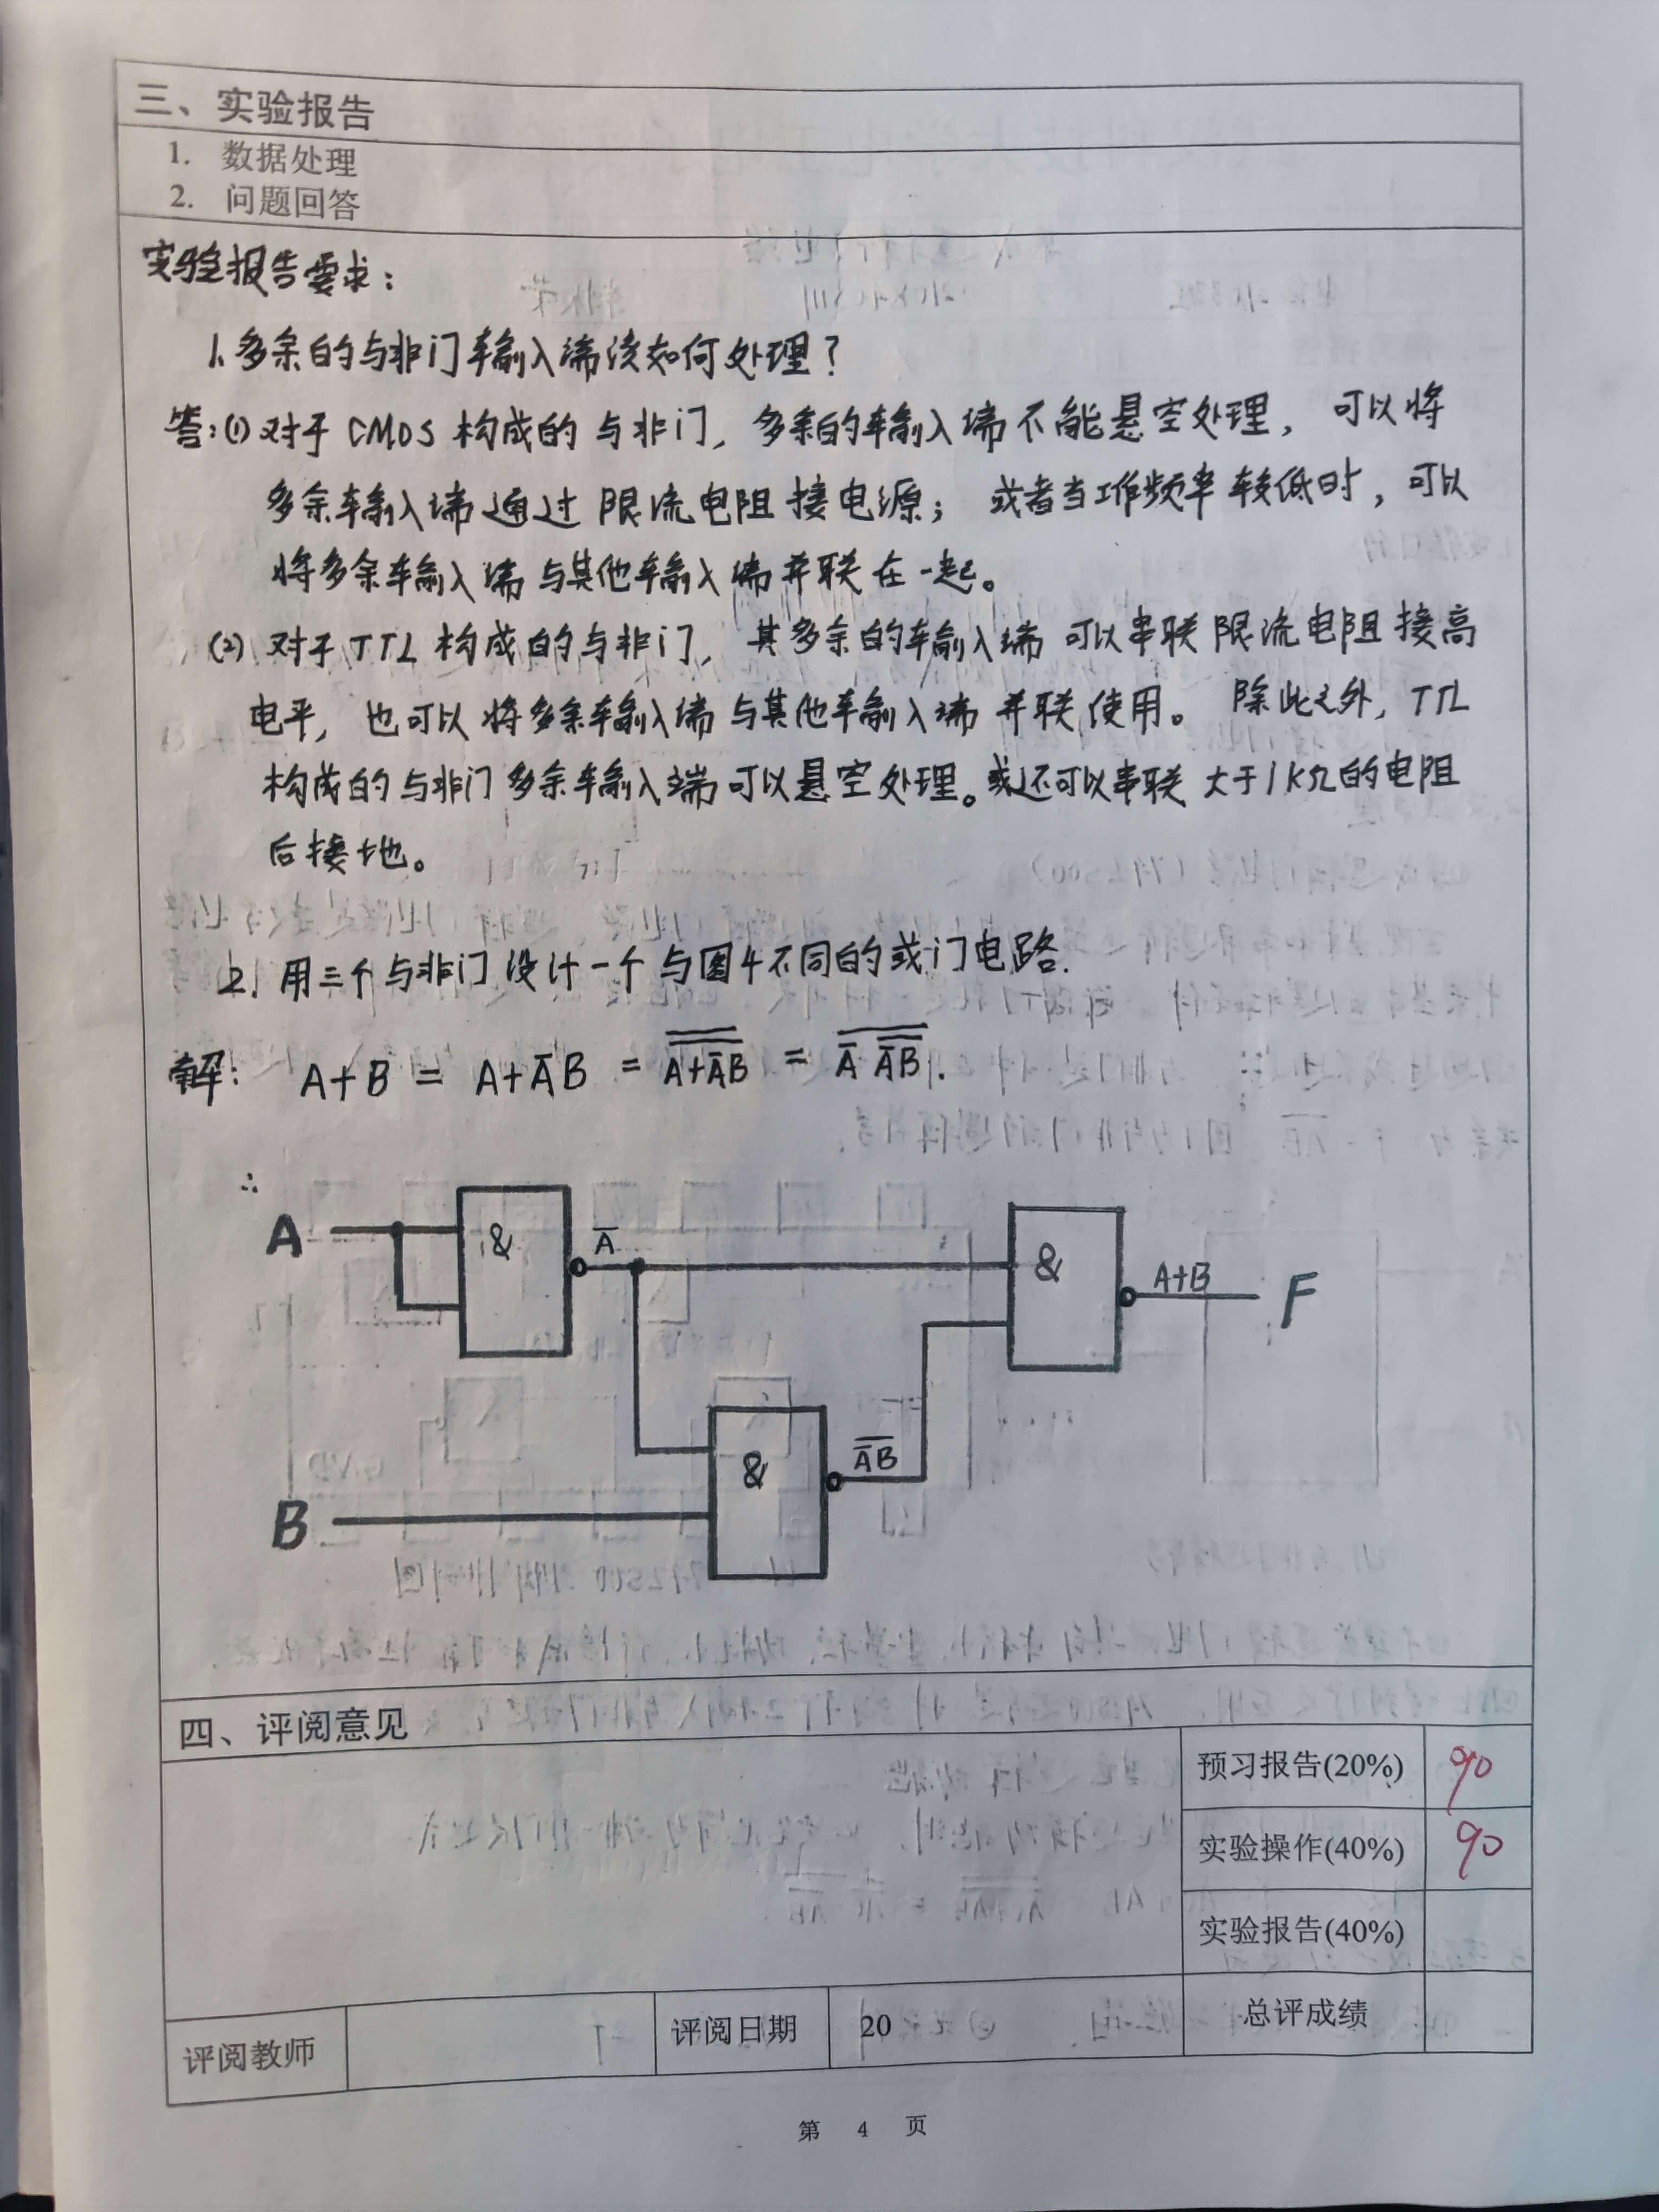 三、实验报告
1. 数据处理
2. 问题回答
实验报告要求：
1. 多余的与非门输入端该如何处理？
答：(1) 对于 CMOS 构成的与非门，多余的输入端不能悬空处理，可以将
多余输入端通过限流电阻接电源；或者当工作频率较低时，可以
将多余输入端与其他输入端并联在一起。
(2) 对于 TTL 构成的与非门，其多余的输入端可以串联限流电阻接高
电平，也可以将多余输入端与其他输入端并联使用。除此之外，TTL
构成的与非门多余输入端可以悬空处理。或还可以串联大于1KΩ的电阻
后接地。
2. 用三个与非门设计一个与图4不同的或门电路.
解： A+B = A+A̅B = A̿+̿A̿̅B̿ = \overline{\overline{A} \overline{\overline{A}B}}.
∴
A & A̅ & A+B F
B & \overline{\overline{A}B}
四、评阅意见
预习报告(20%) 90
实验操作(40%) 90
实验报告(40%)
评阅教师 评阅日期 20 总评成绩
第 4 页